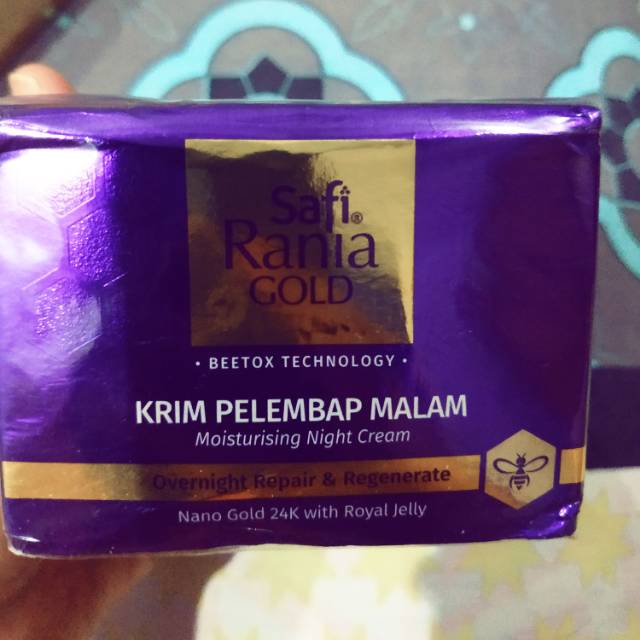 Safi®
Rania
GOLD
• BEETOX TECHNOLOGY •
KRIM PELEMBAP MALAM
Moisturising Night Cream
Overnight Repair & Regenerate
Nano Gold 24K with Royal Jelly